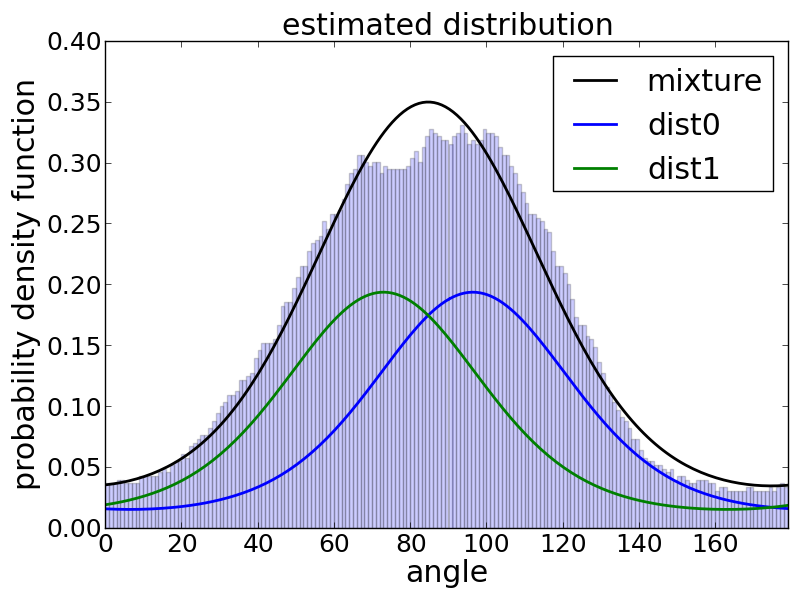 estimated distribution
0.40
0.35
0.30
0.25
0.20
0.15
0.10
0.05
0.00
probability density function
mixture
dist0
dist1
0 20 40 60 80 100 120 140 160
angle